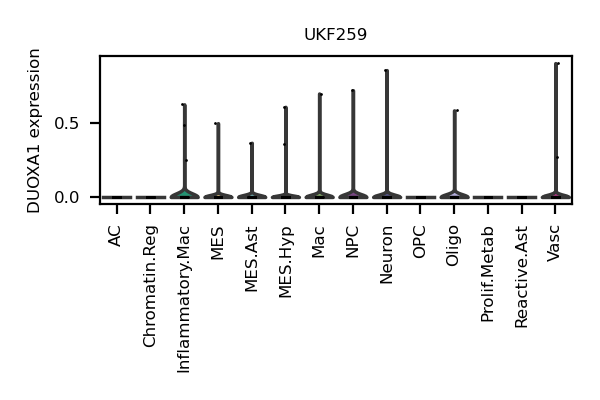 UKF259
DUOXA1 expression
0.5
0.0
AC
Chromatin.Reg
Inflammatory.Mac
MES
MES.Ast
MES.Hyp
Mac
NPC
Neuron
OPC
Oligo
Prolif.Metab
Reactive.Ast
Vasc